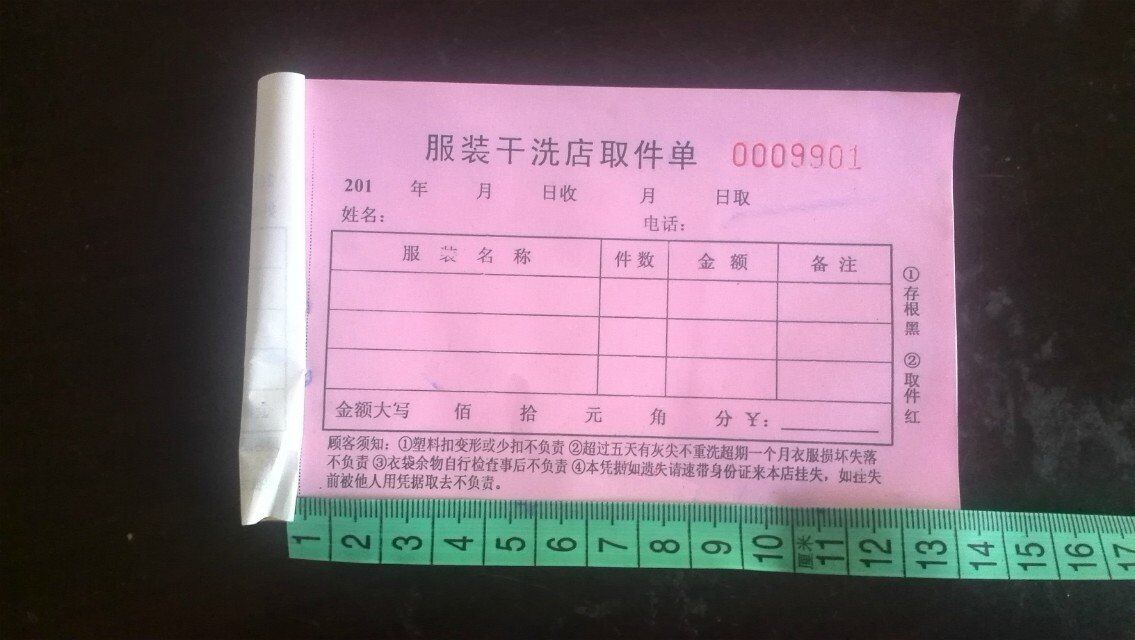 服装干洗店取件单 0009901
201 年 月 日收 月 日取
姓名： 电话：
服装名称 件数 金额 备注
金额大写 佰 拾 元 角 分 ￥：
顾客须知：①塑料扣变形或少扣不负责 ②超过五天有灰尖不重洗超期一个月衣服损坏失落
不负责 ③衣袋余物自行检查事后不负责 ④本凭据如遗失请速带身份证来本店挂失，如挂失
前被他人用凭据取去不负责。
①存根黑 ②取件红
1 2 3 4 5 6 7 8 9 10 厘米 11 12 13 14 15 16 17